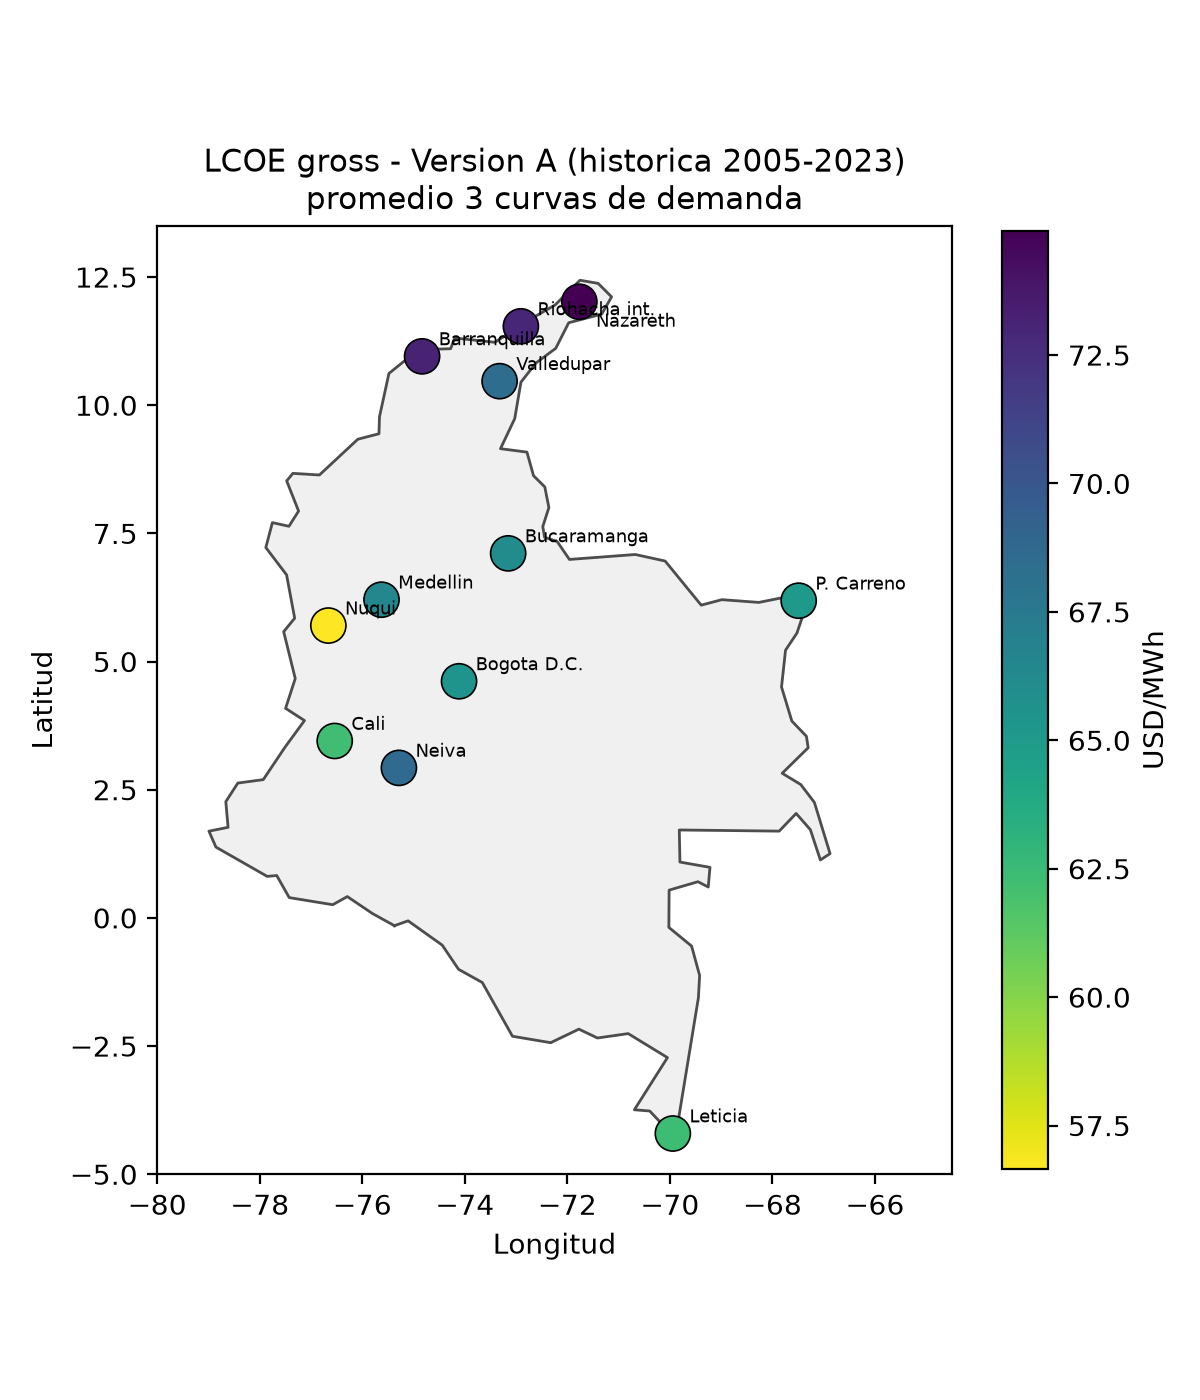 LCOE gross - Version A (historica 2005-2023)
promedio 3 curvas de demanda
12.5
10.0
7.5
5.0
2.5
0.0
−2.5
−5.0
Latitud
Riohacha int.
Nazareth
Barranquilla
Valledupar
Bucaramanga
Medellin
P. Carreno
Nuqui
Bogota D.C.
Cali
Neiva
Leticia
−80
−78
−76
−74
−72
−70
−68
−66
Longitud
72.5
70.0
67.5
65.0
62.5
60.0
57.5
USD/MWh